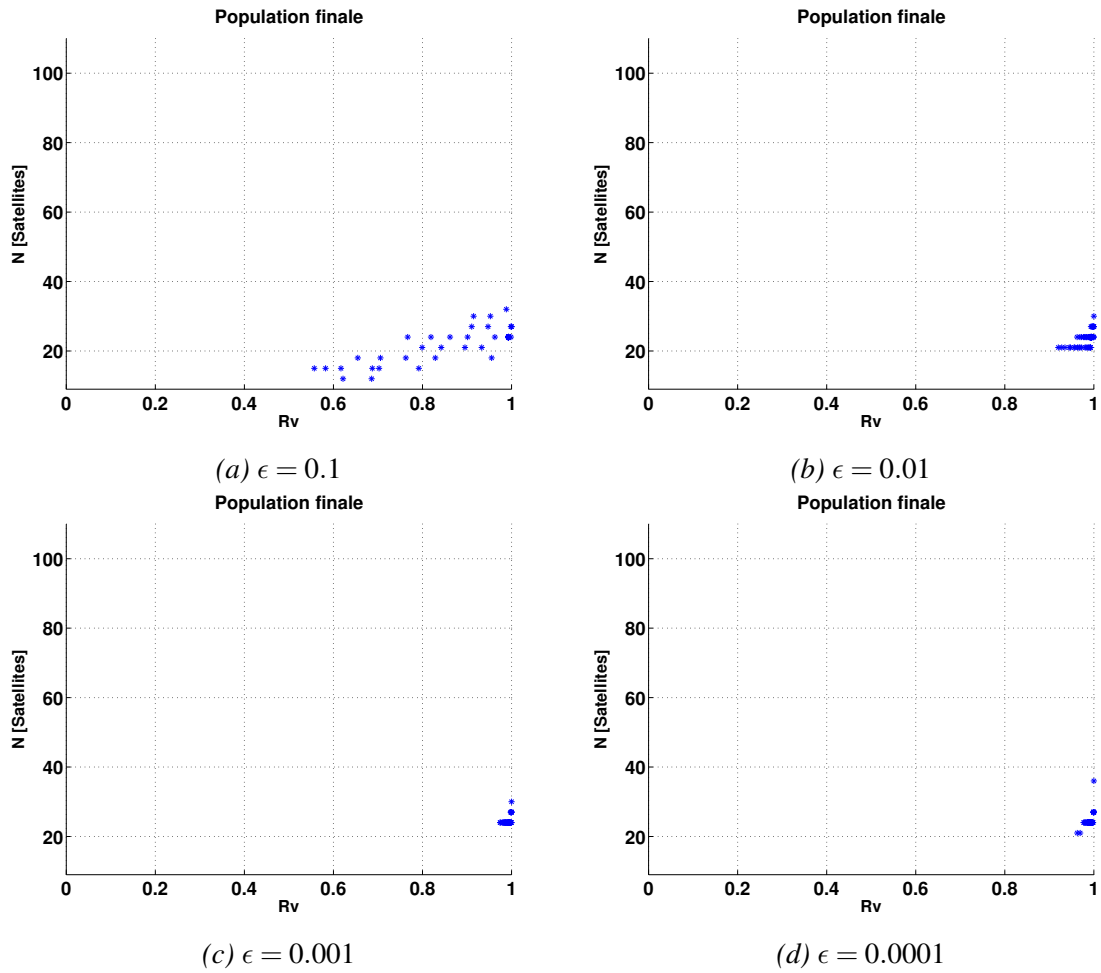 Population finale
100
80
60
40
20
N [Satellites]
0 0.2 0.4 0.6 0.8 1
Rv
(a) ϵ = 0.1
Population finale
100
80
60
40
20
N [Satellites]
0 0.2 0.4 0.6 0.8 1
Rv
(b) ϵ = 0.01
Population finale
100
80
60
40
20
N [Satellites]
0 0.2 0.4 0.6 0.8 1
Rv
(c) ϵ = 0.001
Population finale
100
80
60
40
20
N [Satellites]
0 0.2 0.4 0.6 0.8 1
Rv
(d) ϵ = 0.0001